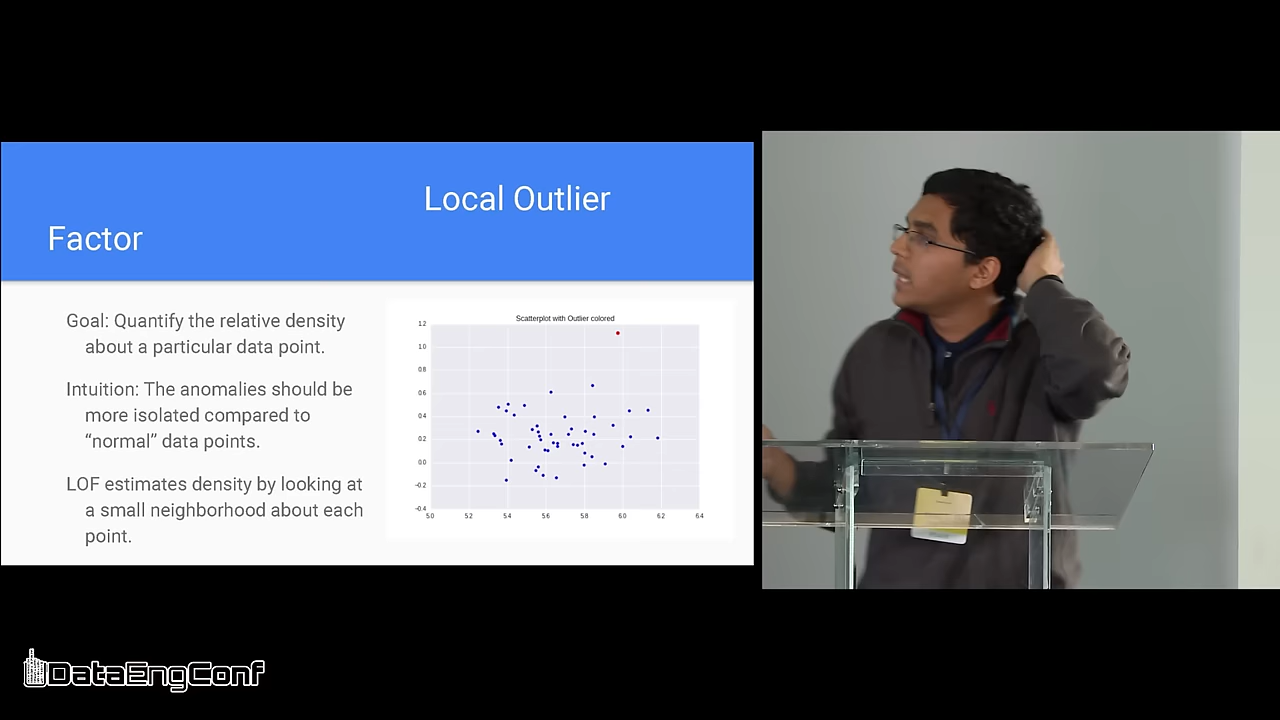 Local Outlier
Factor
Goal: Quantify the relative density
about a particular data point.
Intuition: The anomalies should be
more isolated compared to
“normal” data points.
LOF estimates density by looking at
a small neighborhood about each
point.
Scatterplot with Outlier colored
1.2
1.0
0.8
0.6
0.4
0.2
0.0
−0.2
−0.4
5.0 5.2 5.4 5.6 5.8 6.0 6.2 6.4
DataEngConf